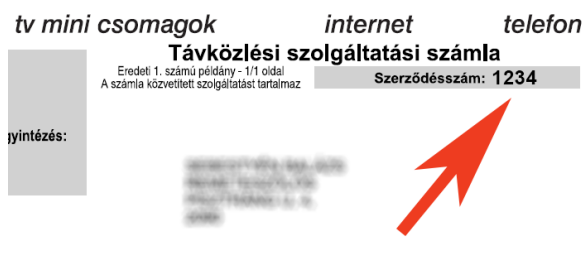 tv mini csomagok internet telefon
Távközlési szolgáltatási számla
Eredeti 1. számú példány - 1/1 oldal
A számla közvetített szolgáltatást tartalmaz
Szerződésszám: 1234